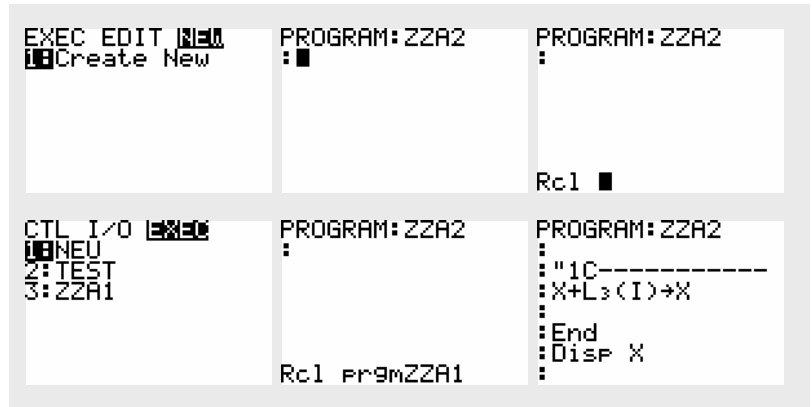 EXEC EDIT NEW
1:Create New
PROGRAM:ZZA2
:
PROGRAM:ZZA2
:
Rcl
CTL I/O EXEC
1:NEU
2:TEST
3:ZZA1
PROGRAM:ZZA2
:
Rcl prgmZZA1
PROGRAM:ZZA2
:
:"1C-----------
:X+L₃(I)→X
:
:End
:Disp X
: